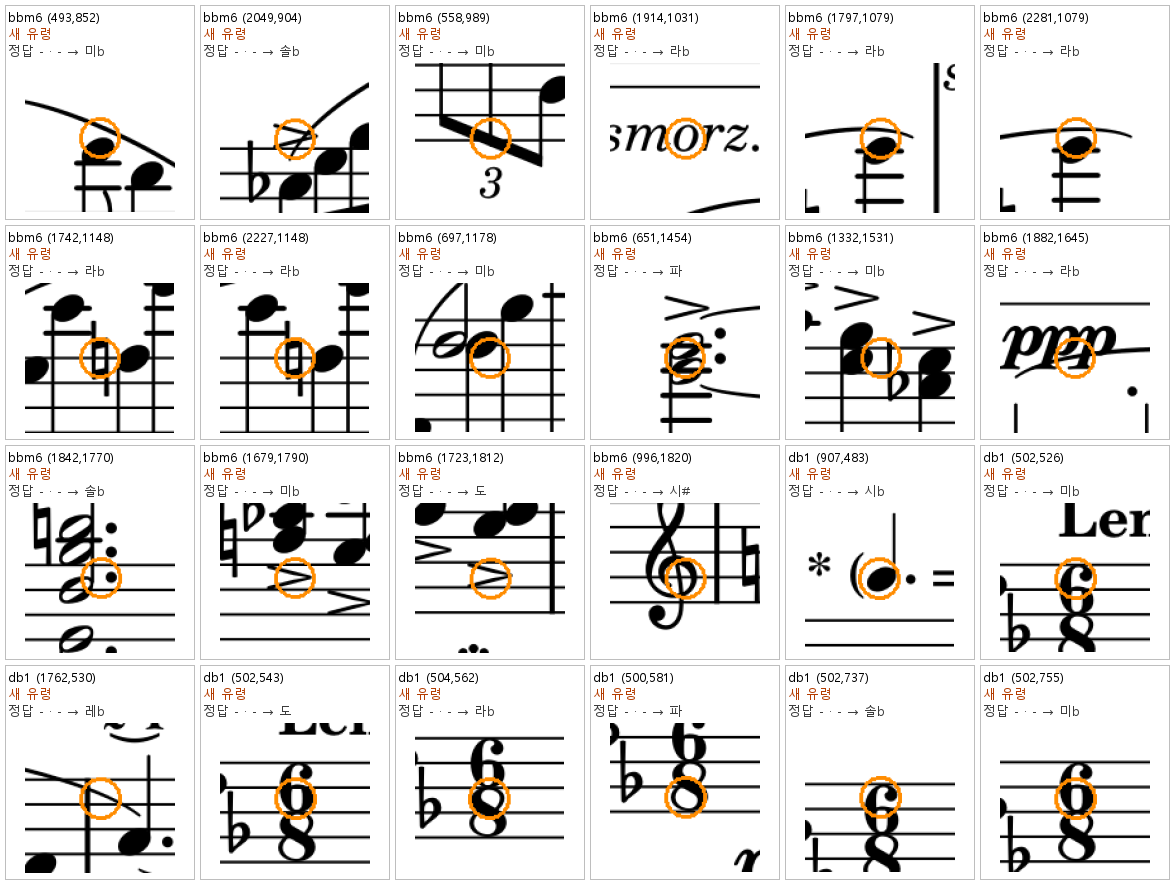 bbm6 (493,852)
새 유령
정답 - · - → 미b
bbm6 (2049,904)
새 유령
정답 - · - → 솔b
bbm6 (558,989)
새 유령
정답 - · - → 미b
3
bbm6 (1914,1031)
새 유령
정답 - · - → 라b
smorz.
bbm6 (1797,1079)
새 유령
정답 - · - → 라b
bbm6 (2281,1079)
새 유령
정답 - · - → 라b
bbm6 (1742,1148)
새 유령
정답 - · - → 라b
bbm6 (2227,1148)
새 유령
정답 - · - → 라b
bbm6 (697,1178)
새 유령
정답 - · - → 미b
bbm6 (651,1454)
새 유령
정답 - · - → 파
bbm6 (1332,1531)
새 유령
정답 - · - → 미b
bbm6 (1882,1645)
새 유령
정답 - · - → 라b
ppp
bbm6 (1842,1770)
새 유령
정답 - · - → 솔b
bbm6 (1679,1790)
새 유령
정답 - · - → 미b
bbm6 (1723,1812)
새 유령
정답 - · - → 도
bbm6 (996,1820)
새 유령
정답 - · - → 시#
db1 (907,483)
새 유령
정답 - · - → 시b
* ( . =
db1 (502,526)
새 유령
정답 - · - → 미b
Ler
6
8
db1 (1762,530)
새 유령
정답 - · - → 레b
db1 (502,543)
새 유령
정답 - · - → 도
6
8
db1 (504,562)
새 유령
정답 - · - → 라b
6
8
db1 (500,581)
새 유령
정답 - · - → 파
6
8
db1 (502,737)
새 유령
정답 - · - → 솔b
6
8
db1 (502,755)
새 유령
정답 - · - → 미b
6
8